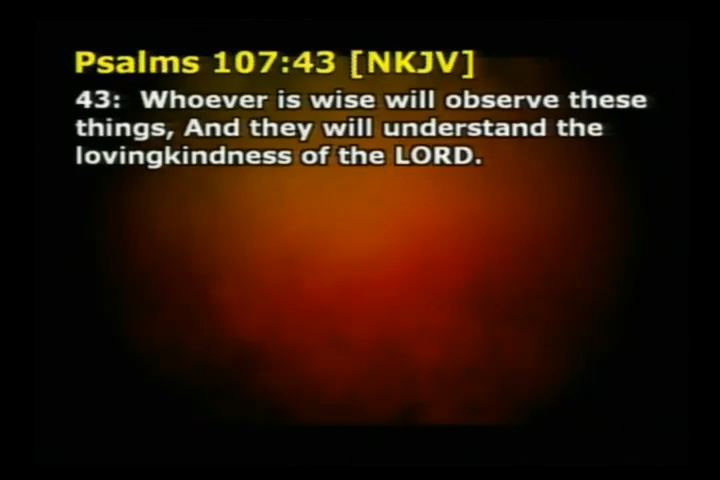 Psalms 107:43 [NKJV]
43: Whoever is wise will observe these
things, And they will understand the
lovingkindness of the LORD.